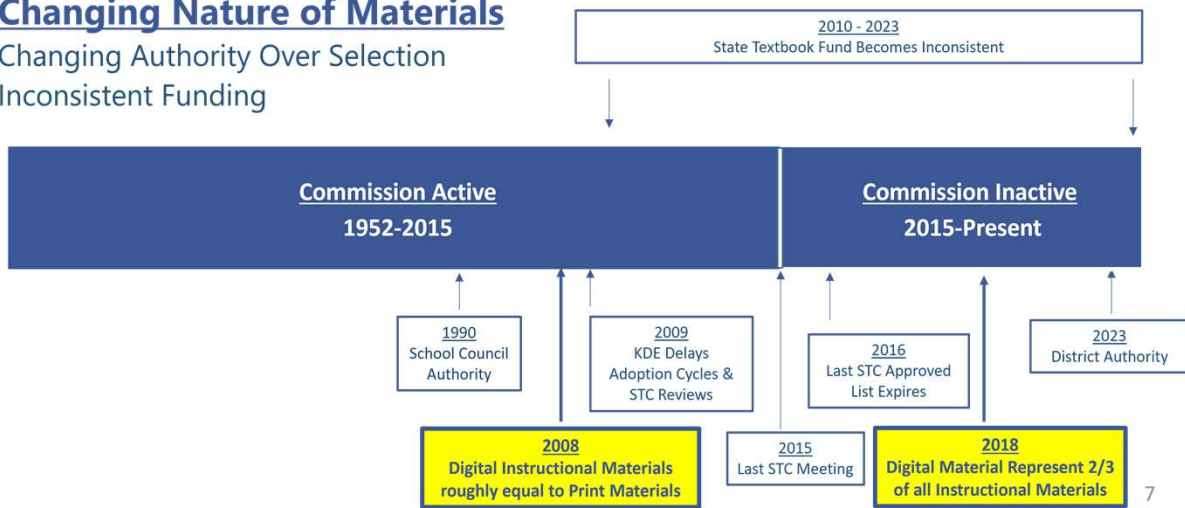 Changing Nature of Materials
Changing Authority Over Selection
Inconsistent Funding
2010 - 2023
State Textbook Fund Becomes Inconsistent
Commission Active
1952-2015
Commission Inactive
2015-Present
1990
School Council
Authority
2008
Digital Instructional Materials
roughly equal to Print Materials
2009
KDE Delays
Adoption Cycles &
STC Reviews
2015
Last STC Meeting
2016
Last STC Approved
List Expires
2018
Digital Material Represent 2/3
of all Instructional Materials
2023
District Authority
7